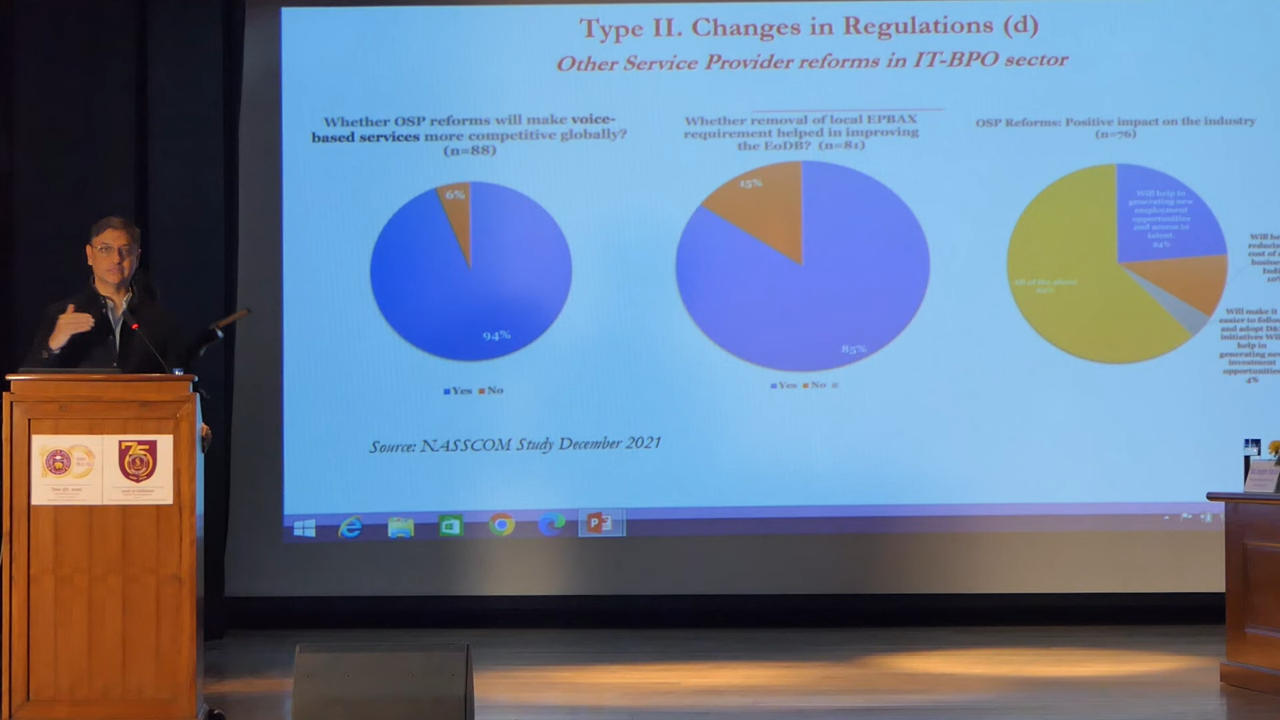 Type II. Changes in Regulations (d)
Other Service Provider reforms in IT-BPO sector
Whether OSP reforms will make voice-
based services more competitive globally?
(n=88)
6%
94%
Yes No
Whether removal of local EPBAX
requirement helped in improving
the EoDB? (n=81)
15%
85%
Yes No
OSP Reforms: Positive impact on the industry
(n=76)
Will help in
generating new
employment
opportunities
and access to
talent.
24%
All of the above
Will make it
easier to follow
and adopt
initiatives
help in
generating new
investment
opportunities
4%
cost of
Source: NASSCOM Study December 2021
75